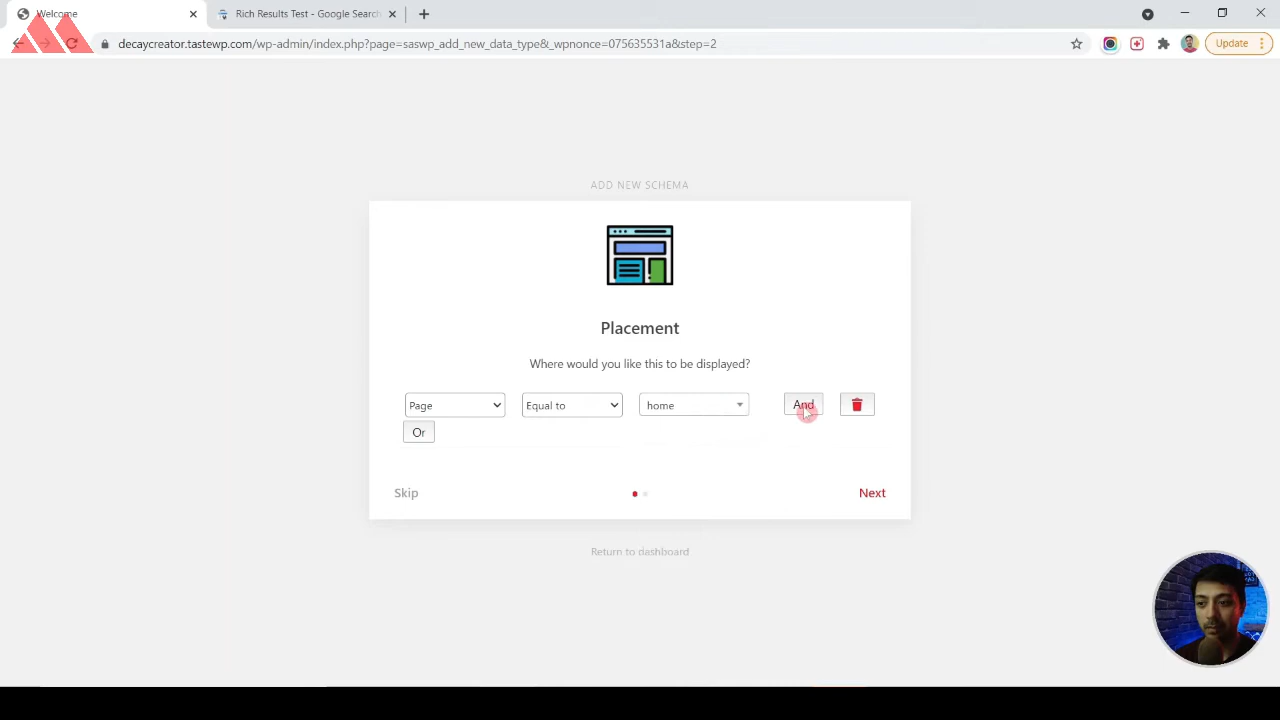 Welcome
Rich Results Test - Google Search
decaycreator.tastewp.com/wp-admin/index.php?page=saswp_add_new_data_type&_wpnonce=075635531a&step=2
Update
ADD NEW SCHEMA
Placement
Where would you like this to be displayed?
Page Equal to home And
Or
Skip Next
Return to dashboard